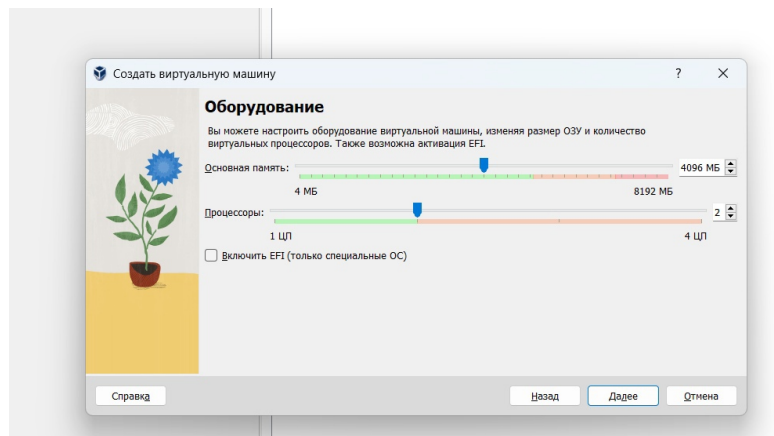 Создать виртуальную машину
?
Оборудование
Вы можете настроить оборудование виртуальной машины, изменяя размер ОЗУ и количество
виртуальных процессоров. Также возможна активация EFI.
Основная память:
4096 МБ
4 МБ
8192 МБ
Процессоры:
2
1 ЦП
4 ЦП
Включить EFI (только специальные ОС)
Справка
Назад
Далее
Отмена